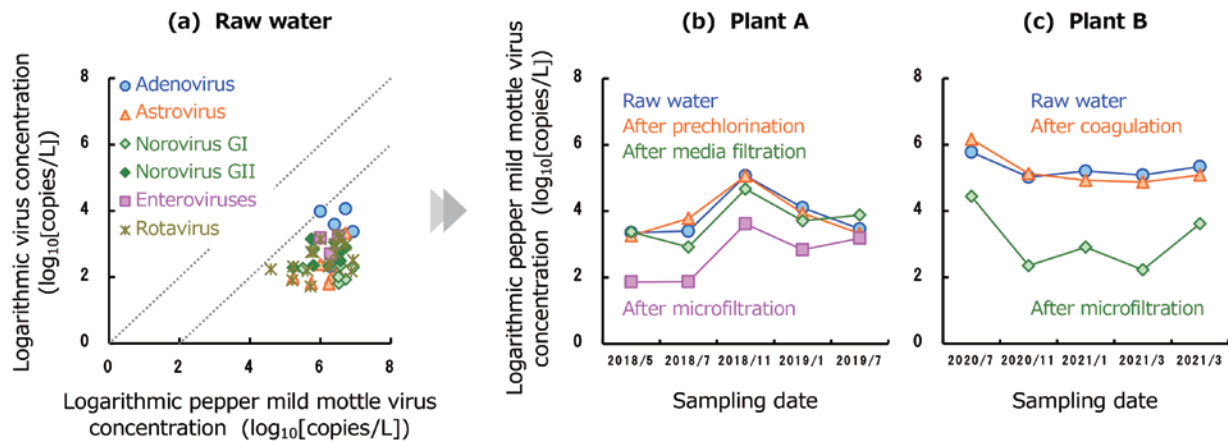 (a) Raw water
Logarithmic virus concentration
(log10[copies/L])
8
6
4
2
0
Adenovirus
Astrovirus
Norovirus GI
Norovirus GII
Enteroviruses
Rotavirus
0 2 4 6 8
Logarithmic pepper mild mottle virus
concentration (log10[copies/L])
(b) Plant A
Logarithmic pepper mild mottle virus
concentration (log10[copies/L])
8
6
4
2
0
Raw water
After prechlorination
After media filtration
After microfiltration
2018/5 2018/7 2018/11 2019/1 2019/7
Sampling date
(c) Plant B
8
6
4
2
0
Raw water
After coagulation
After microfiltration
2020/7 2020/11 2021/1 2021/3 2021/3
Sampling date